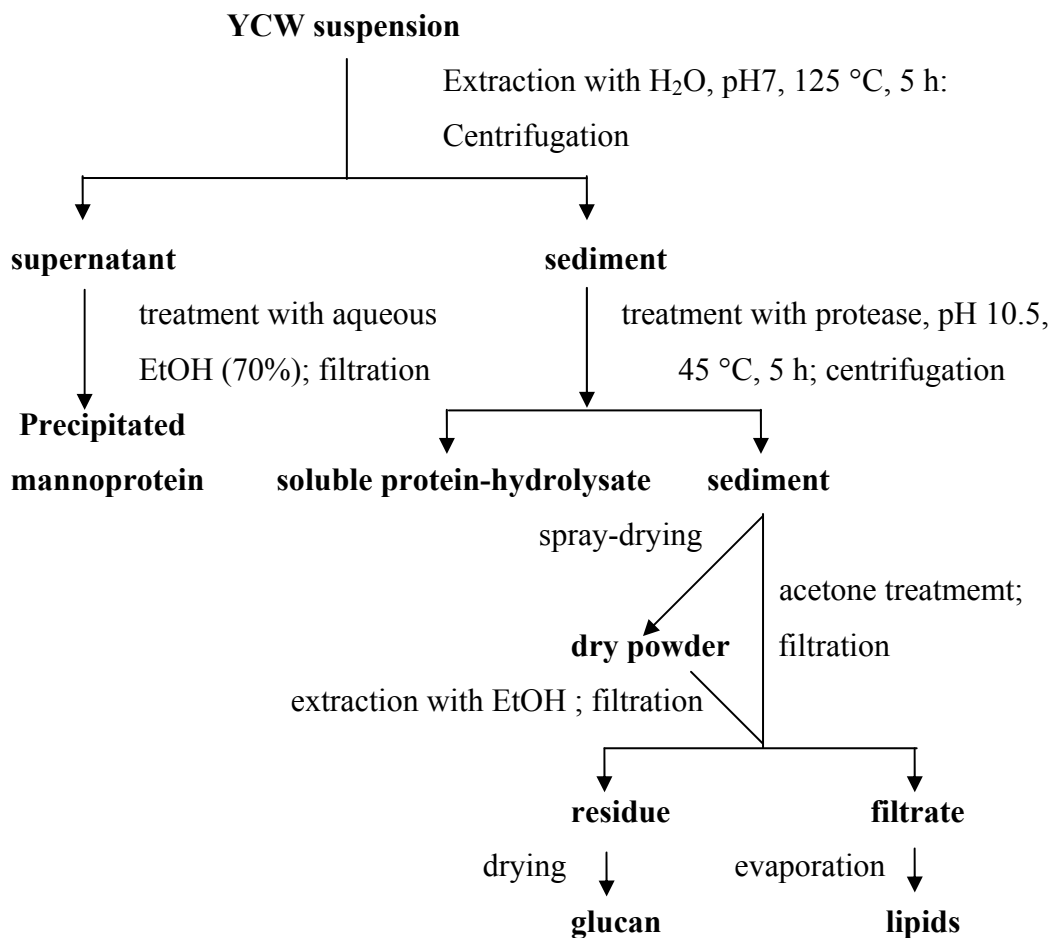 YCW suspension
Extraction with H₂O, pH7, 125 °C, 5 h:
Centrifugation
supernatant
sediment
treatment with aqueous
EtOH (70%); filtration
treatment with protease, pH 10.5,
45 °C, 5 h; centrifugation
Precipitated
mannoprotein
soluble protein-hydrolysate
sediment
spray-drying
acetone treatmemt;
filtration
dry powder
extraction with EtOH ; filtration
residue
filtrate
drying
evaporation
glucan
lipids